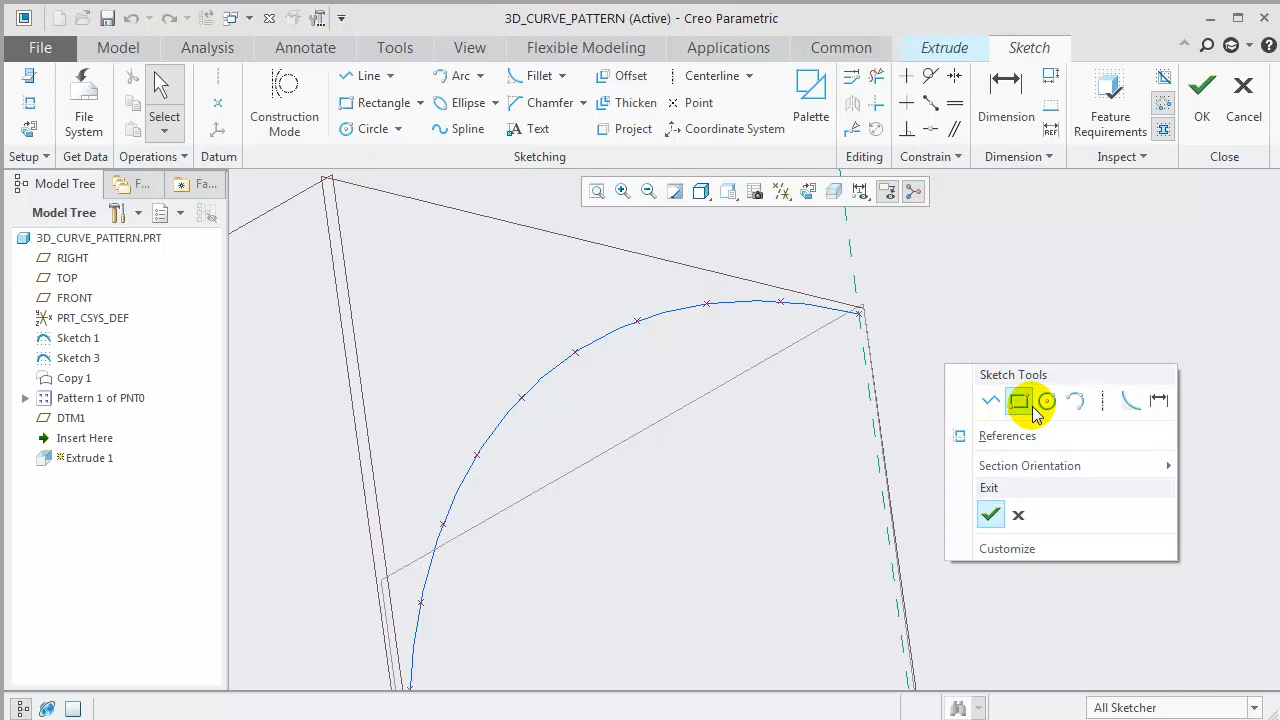 3D_CURVE_PATTERN (Active) - Creo Parametric
File Model Analysis Annotate Tools View Flexible Modeling Applications Common Extrude Sketch
File System
Select
Construction Mode
Line
Rectangle
Circle
Arc
Ellipse
Spline
Fillet
Chamfer
Text
Offset
Thicken
Project
Centerline
Point
Coordinate System
Palette
Dimension
Feature Requirements
OK
Cancel
Setup Get Data Operations Datum Sketching Editing Constrain Dimension Inspect Close
Model Tree F... Fa...
Model Tree
3D_CURVE_PATTERN.PRT
RIGHT
TOP
FRONT
PRT_CSYS_DEF
Sketch 1
Sketch 3
Copy 1
Pattern 1 of PNT0
DTM1
Insert Here
Extrude 1
Sketch Tools
References
Section Orientation
Exit
Customize
All Sketcher